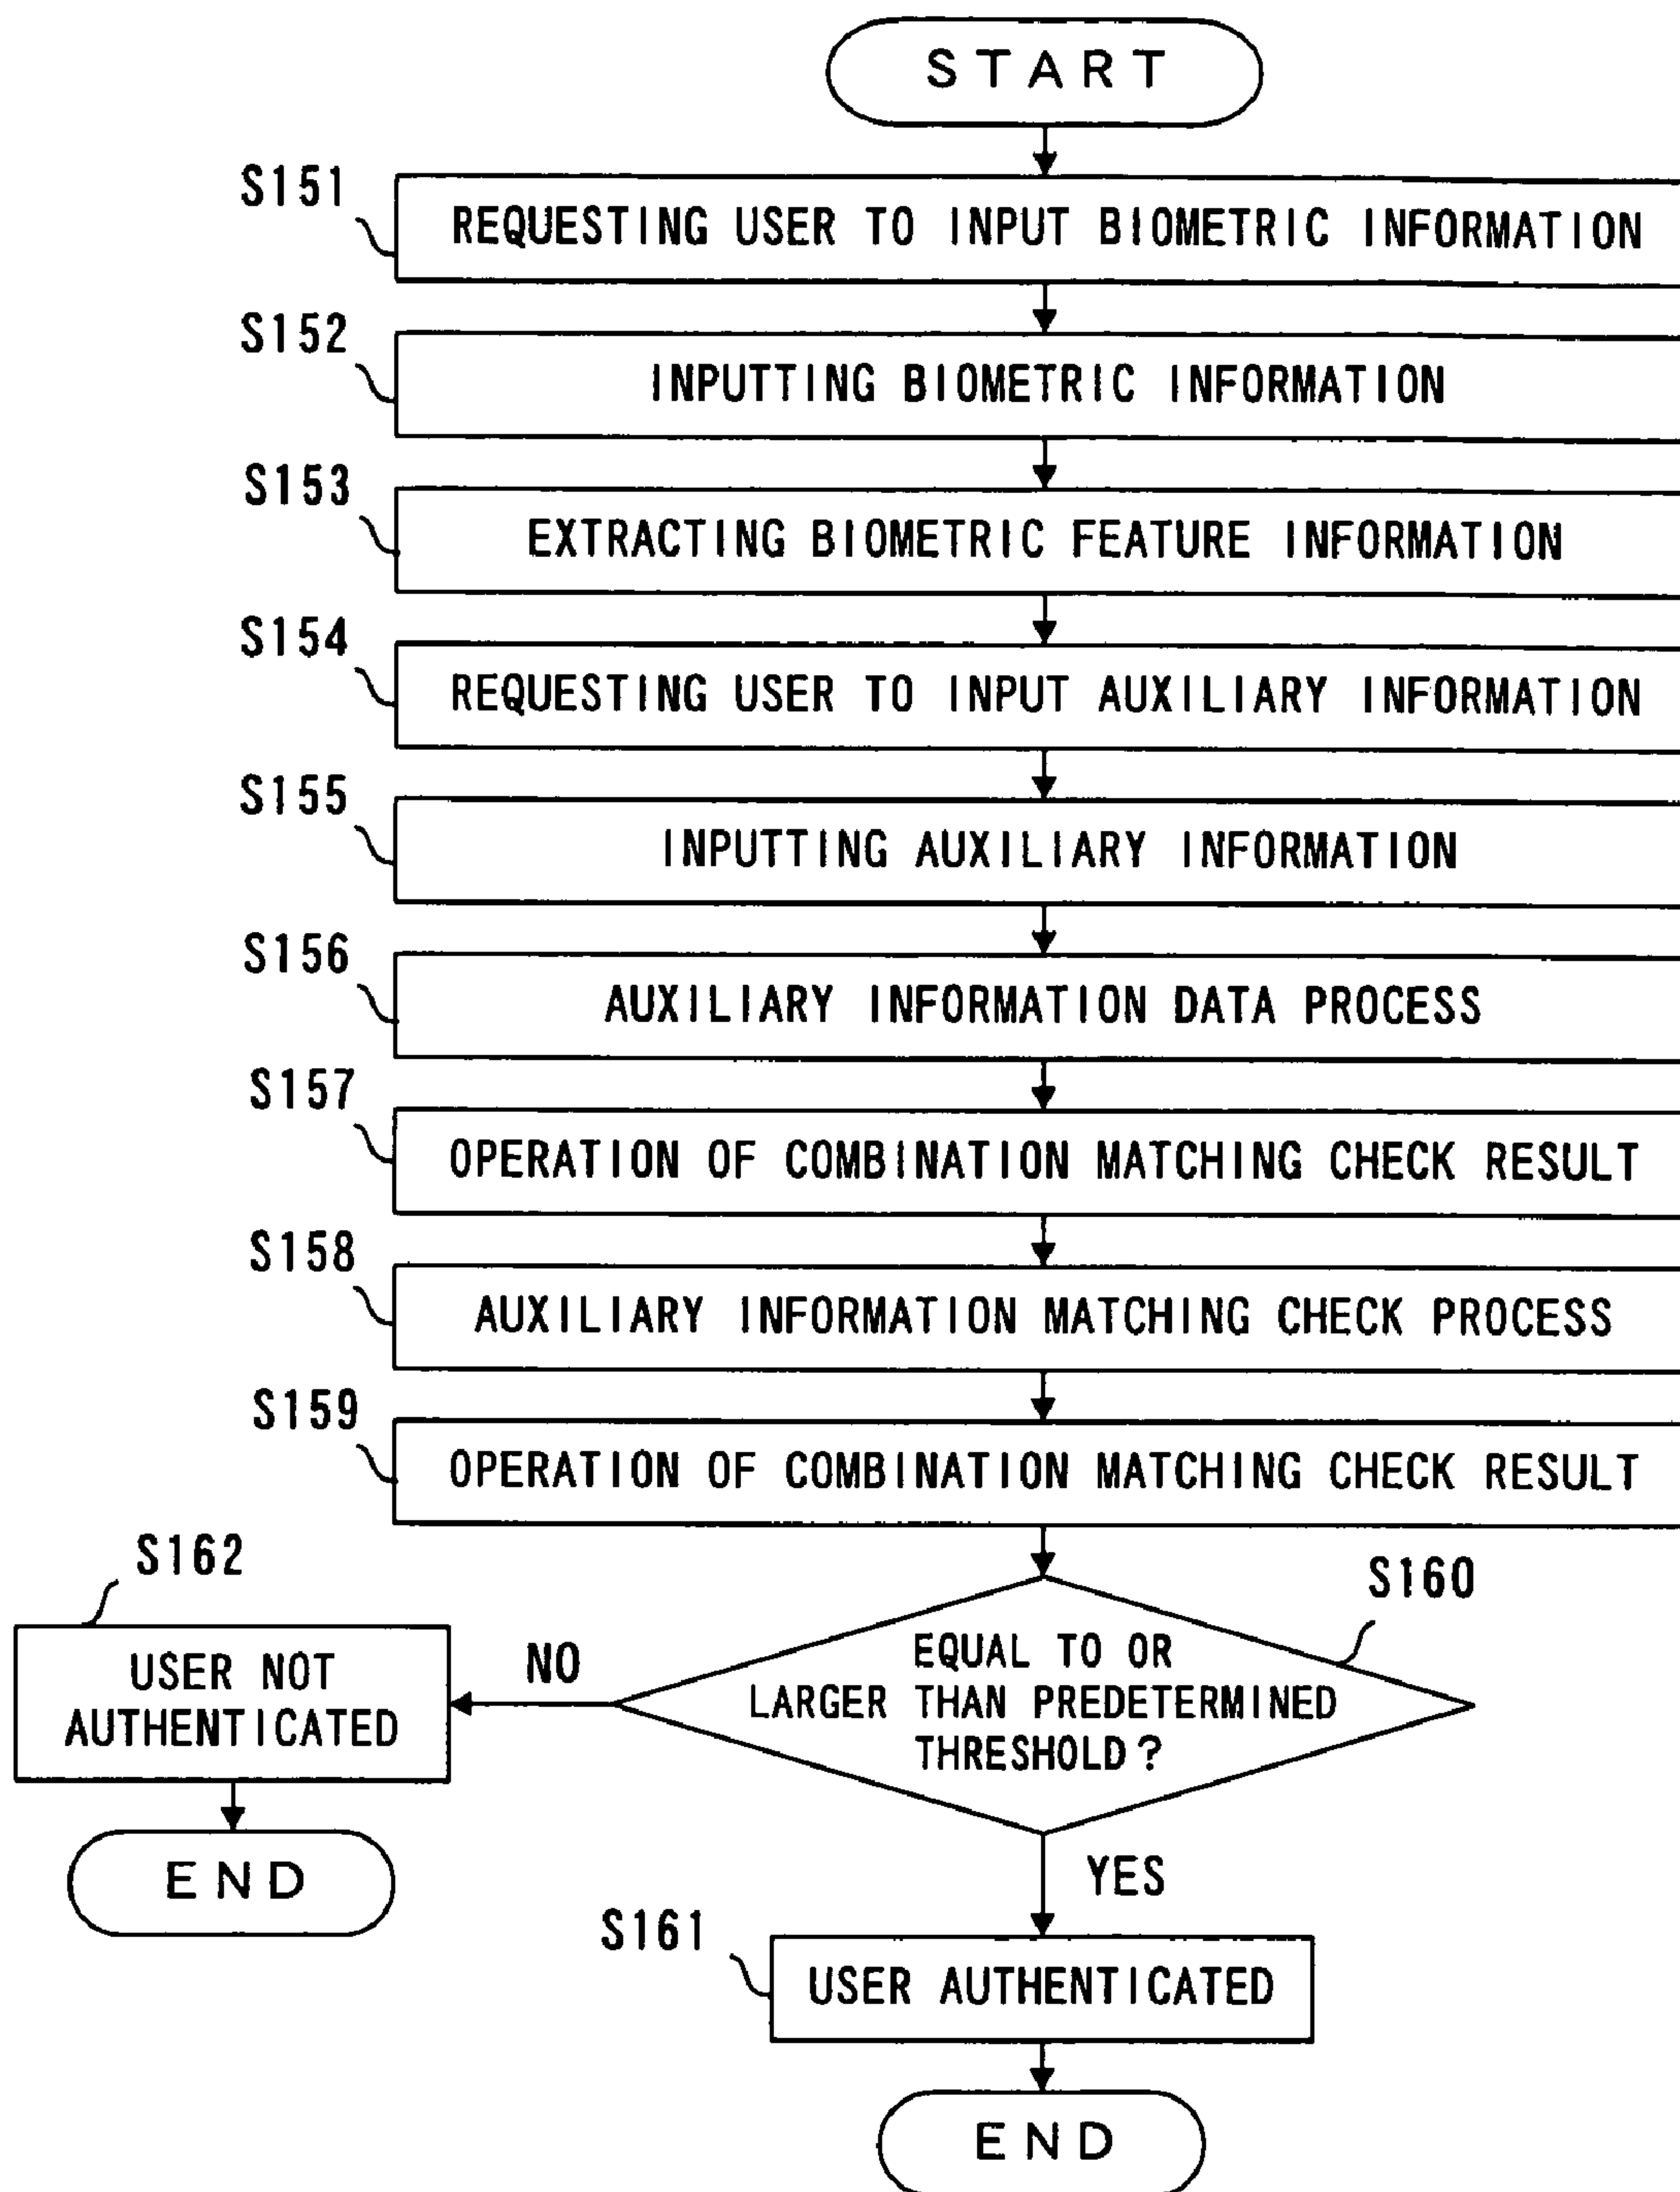 START
S151
REQUESTING USER TO INPUT BIOMETRIC INFORMATION
S152
INPUTTING BIOMETRIC INFORMATION
S153
EXTRACTING BIOMETRIC FEATURE INFORMATION
S154
REQUESTING USER TO INPUT AUXILIARY INFORMATION
S155
INPUTTING AUXILIARY INFORMATION
S156
AUXILIARY INFORMATION DATA PROCESS
S157
OPERATION OF COMBINATION MATCHING CHECK RESULT
S158
AUXILIARY INFORMATION MATCHING CHECK PROCESS
S159
OPERATION OF COMBINATION MATCHING CHECK RESULT
S160
EQUAL TO OR
LARGER THAN PREDETERMINED
THRESHOLD?
NO
S162
USER NOT
AUTHENTICATED
END
YES
S161
USER AUTHENTICATED
END